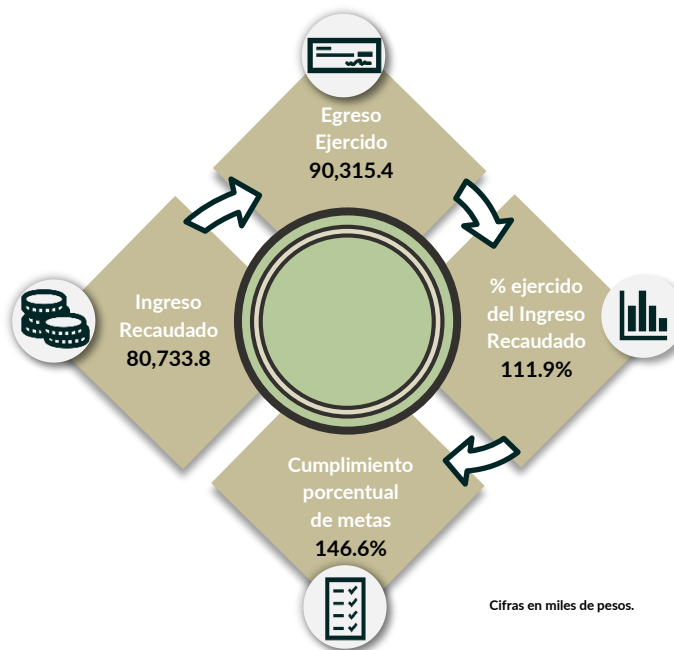 Egreso
Ejercido
90,315.4
Ingreso
Recaudado
80,733.8
% ejercido
del Ingreso
Recaudado
111.9%
Cumplimiento
porcentual
de metas
146.6%
Cifras en miles de pesos.